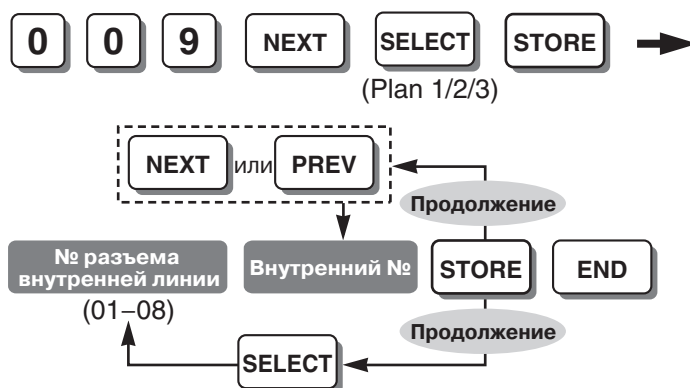 0 0 9 NEXT SELECT STORE
(Plan 1/2/3)
NEXT или PREV
Продолжение
№ разъема
внутренней линии
(01–08)
Внутренний №
STORE
END
Продолжение
SELECT